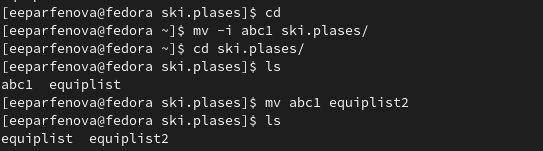 [eeparfenova@fedora ski.plases]$ cd
[eeparfenova@fedora ~]$ mv -i abc1 ski.plases/
[eeparfenova@fedora ~]$ cd ski.plases/
[eeparfenova@fedora ski.plases]$ ls
abc1  equiplist
[eeparfenova@fedora ski.plases]$ mv abc1 equiplist2
[eeparfenova@fedora ski.plases]$ ls
equiplist  equiplist2